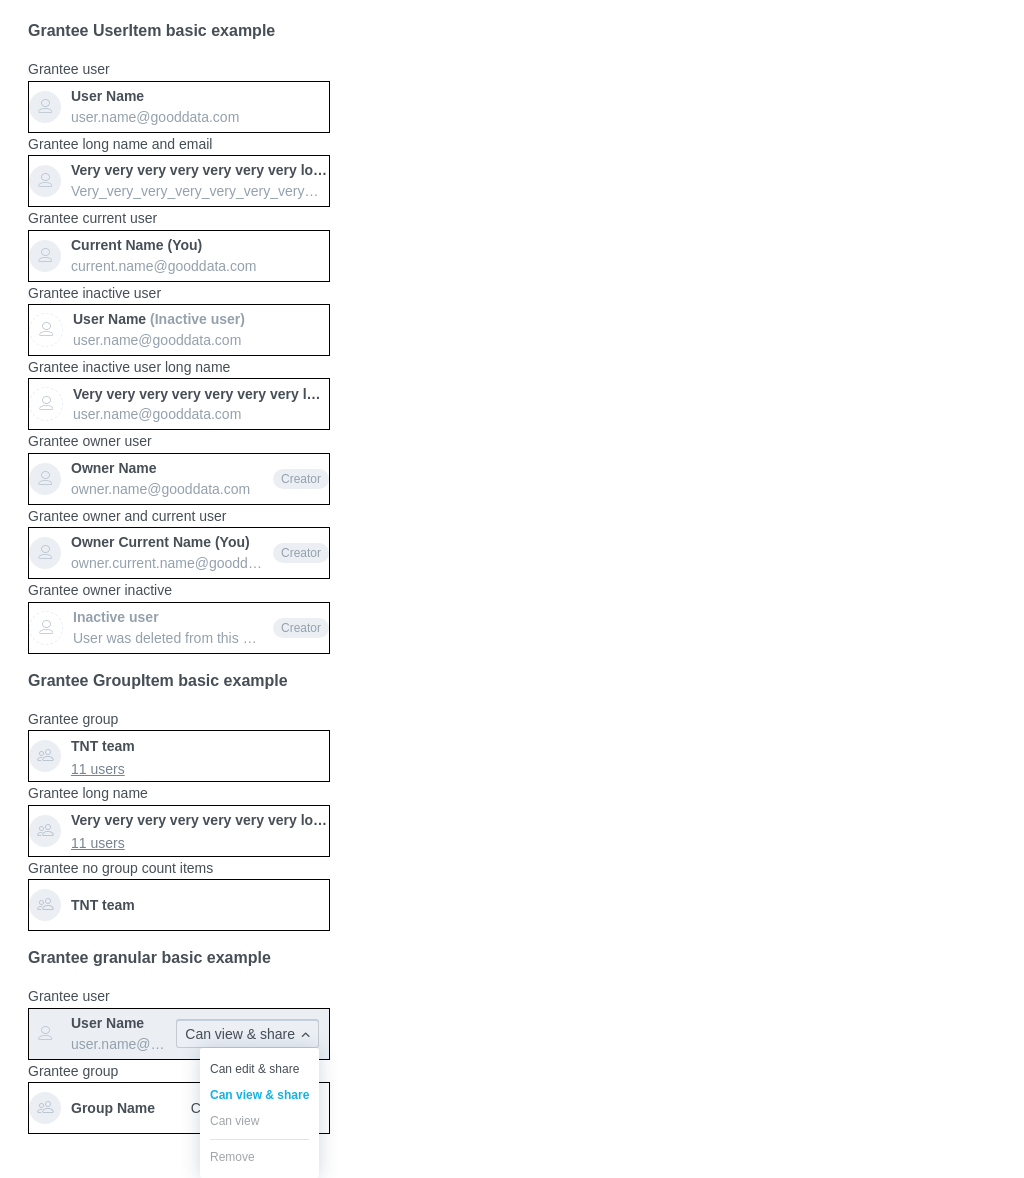 Grantee UserItem basic example
Grantee user
User Name
user.name@gooddata.com
Grantee long name and email
Very very very very very very very lo…
Very_very_very_very_very_very_very…
Grantee current user
Current Name (You)
current.name@gooddata.com
Grantee inactive user
User Name (Inactive user)
user.name@gooddata.com
Grantee inactive user long name
Very very very very very very very l…
user.name@gooddata.com
Grantee owner user
Owner Name
owner.name@gooddata.com
Creator
Grantee owner and current user
Owner Current Name (You)
owner.current.name@goodd…
Creator
Grantee owner inactive
Inactive user
User was deleted from this …
Creator
Grantee GroupItem basic example
Grantee group
TNT team
11 users
Grantee long name
Very very very very very very very lo…
11 users
Grantee no group count items
TNT team
Grantee granular basic example
Grantee user
User Name
user.name@…
Can view & share
Can edit & share
Can view & share
Can view
Remove
Grantee group
Group Name